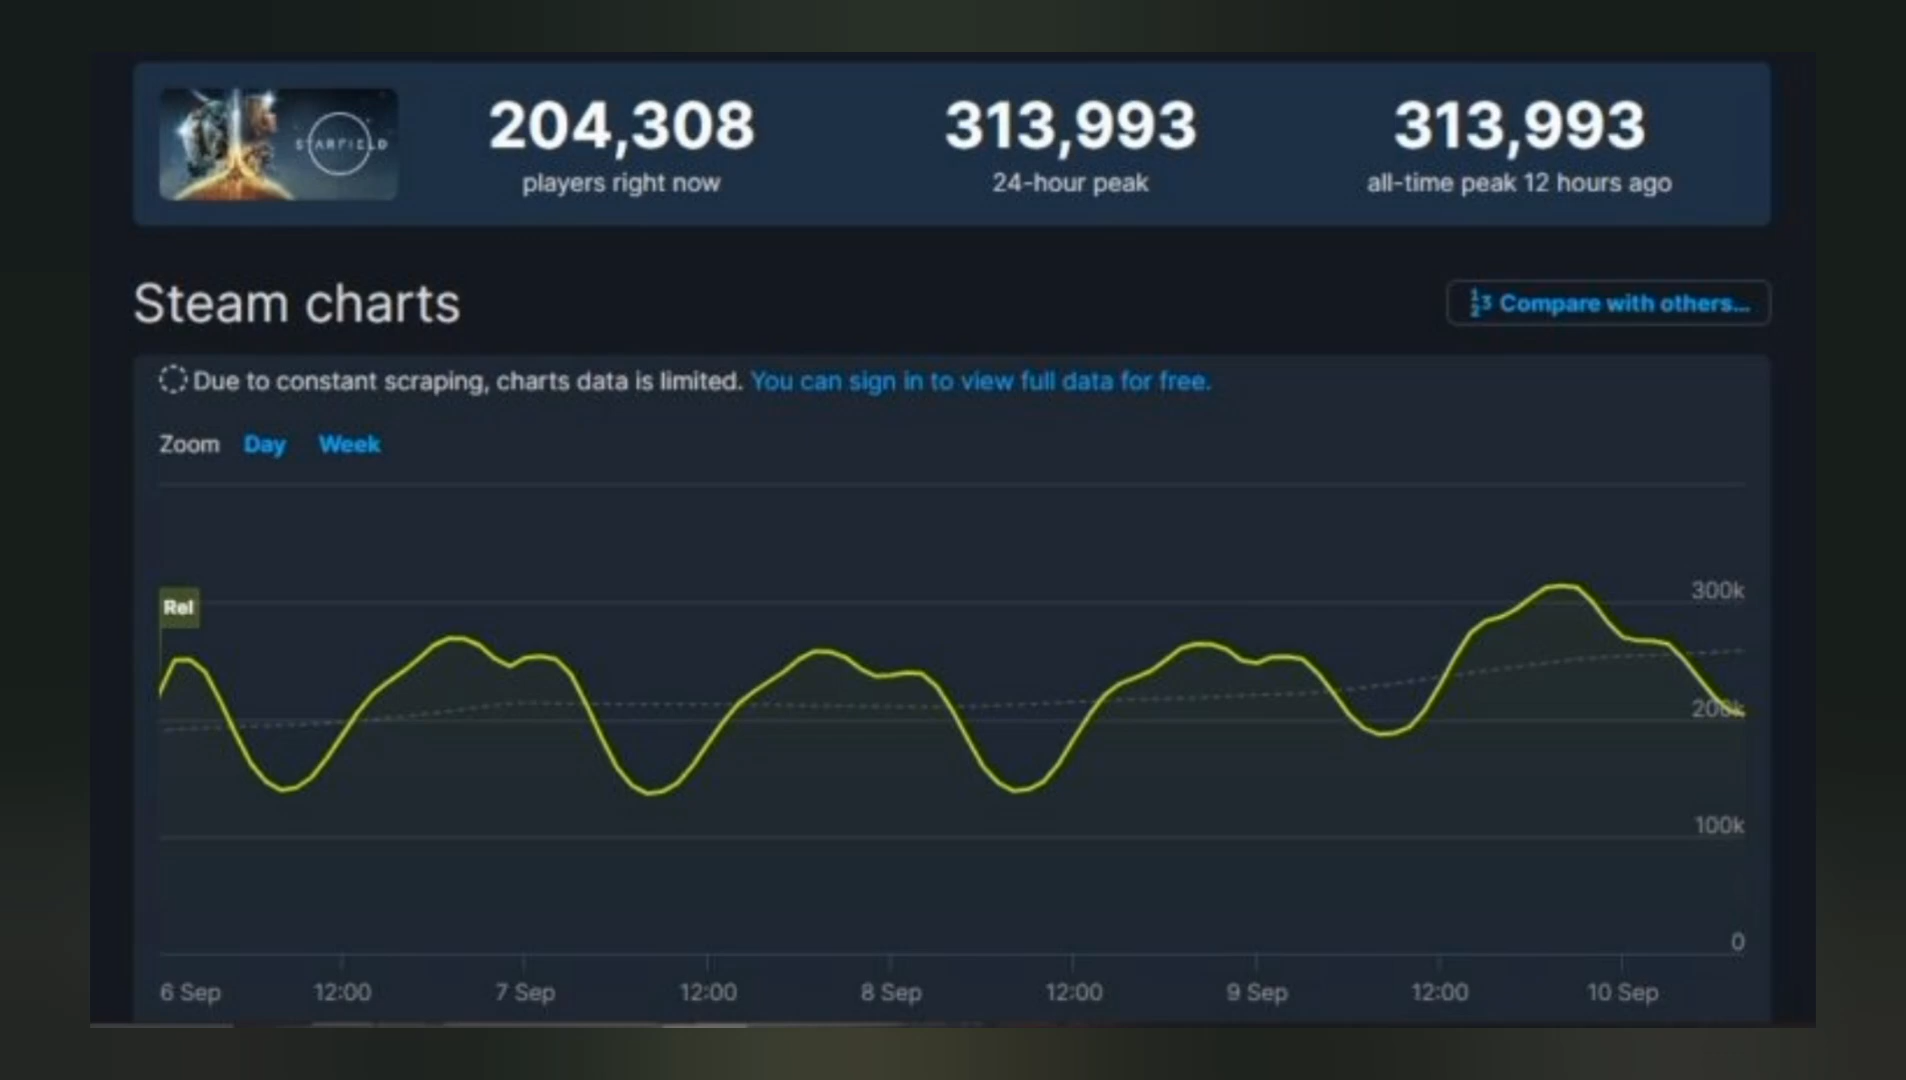 STARFIELD
204,308
players right now
313,993
24-hour peak
313,993
all-time peak 12 hours ago
Steam charts
Compare with others...
Due to constant scraping, charts data is limited. You can sign in to view full data for free.
Zoom Day Week
Rel
300k
200k
100k
0
6 Sep 12:00 7 Sep 12:00 8 Sep 12:00 9 Sep 12:00 10 Sep